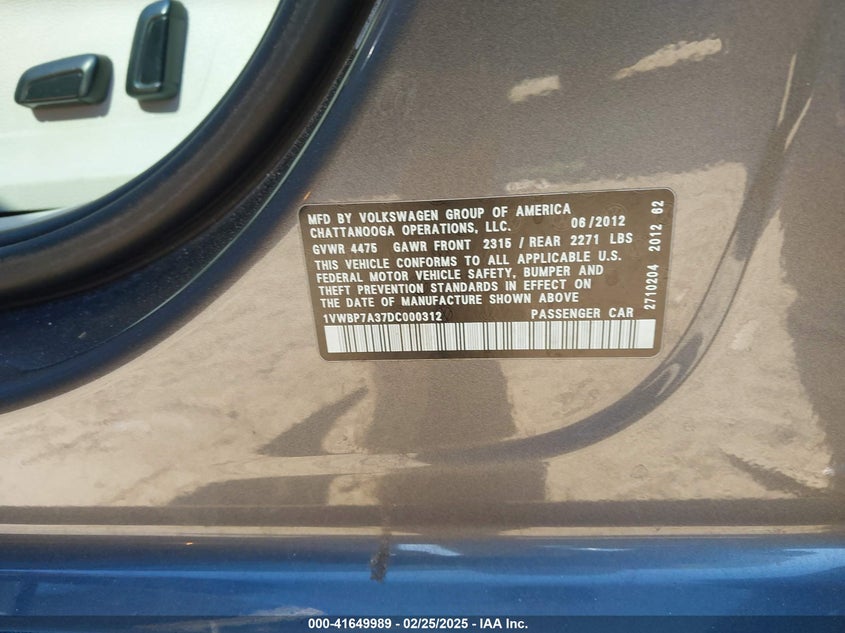 MFD BY VOLKSWAGEN GROUP OF AMERICA
CHATTANOOGA OPERATIONS, LLC. 06/2012
GVWR 4475 GAWR FRONT 2315 / REAR 2271 LBS
THIS VEHICLE CONFORMS TO ALL APPLICABLE U.S.
FEDERAL MOTOR VEHICLE SAFETY, BUMPER AND
THEFT PREVENTION STANDARDS IN EFFECT ON
THE DATE OF MANUFACTURE SHOWN ABOVE
1VWBP7A37DC000312 PASSENGER CAR
2710204 2012 62
000-41649989 - 02/25/2025 - IAA Inc.